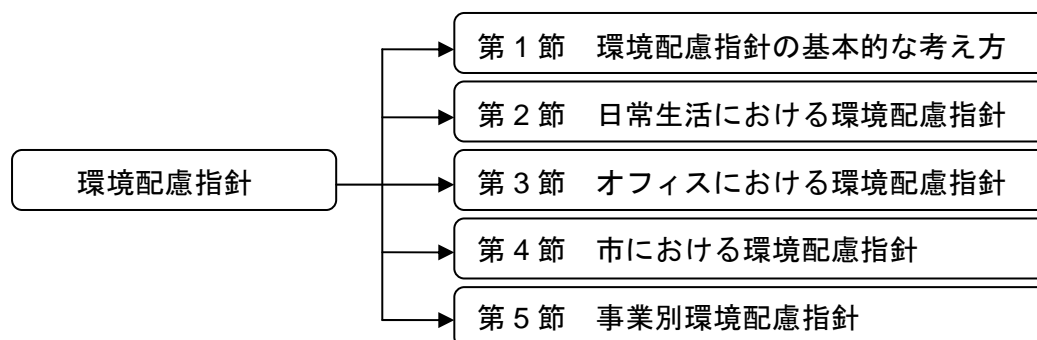 第1節　環境配慮指針の基本的な考え方
第2節　日常生活における環境配慮指針
環境配慮指針
第3節　オフィスにおける環境配慮指針
第4節　市における環境配慮指針
第5節　事業別環境配慮指針